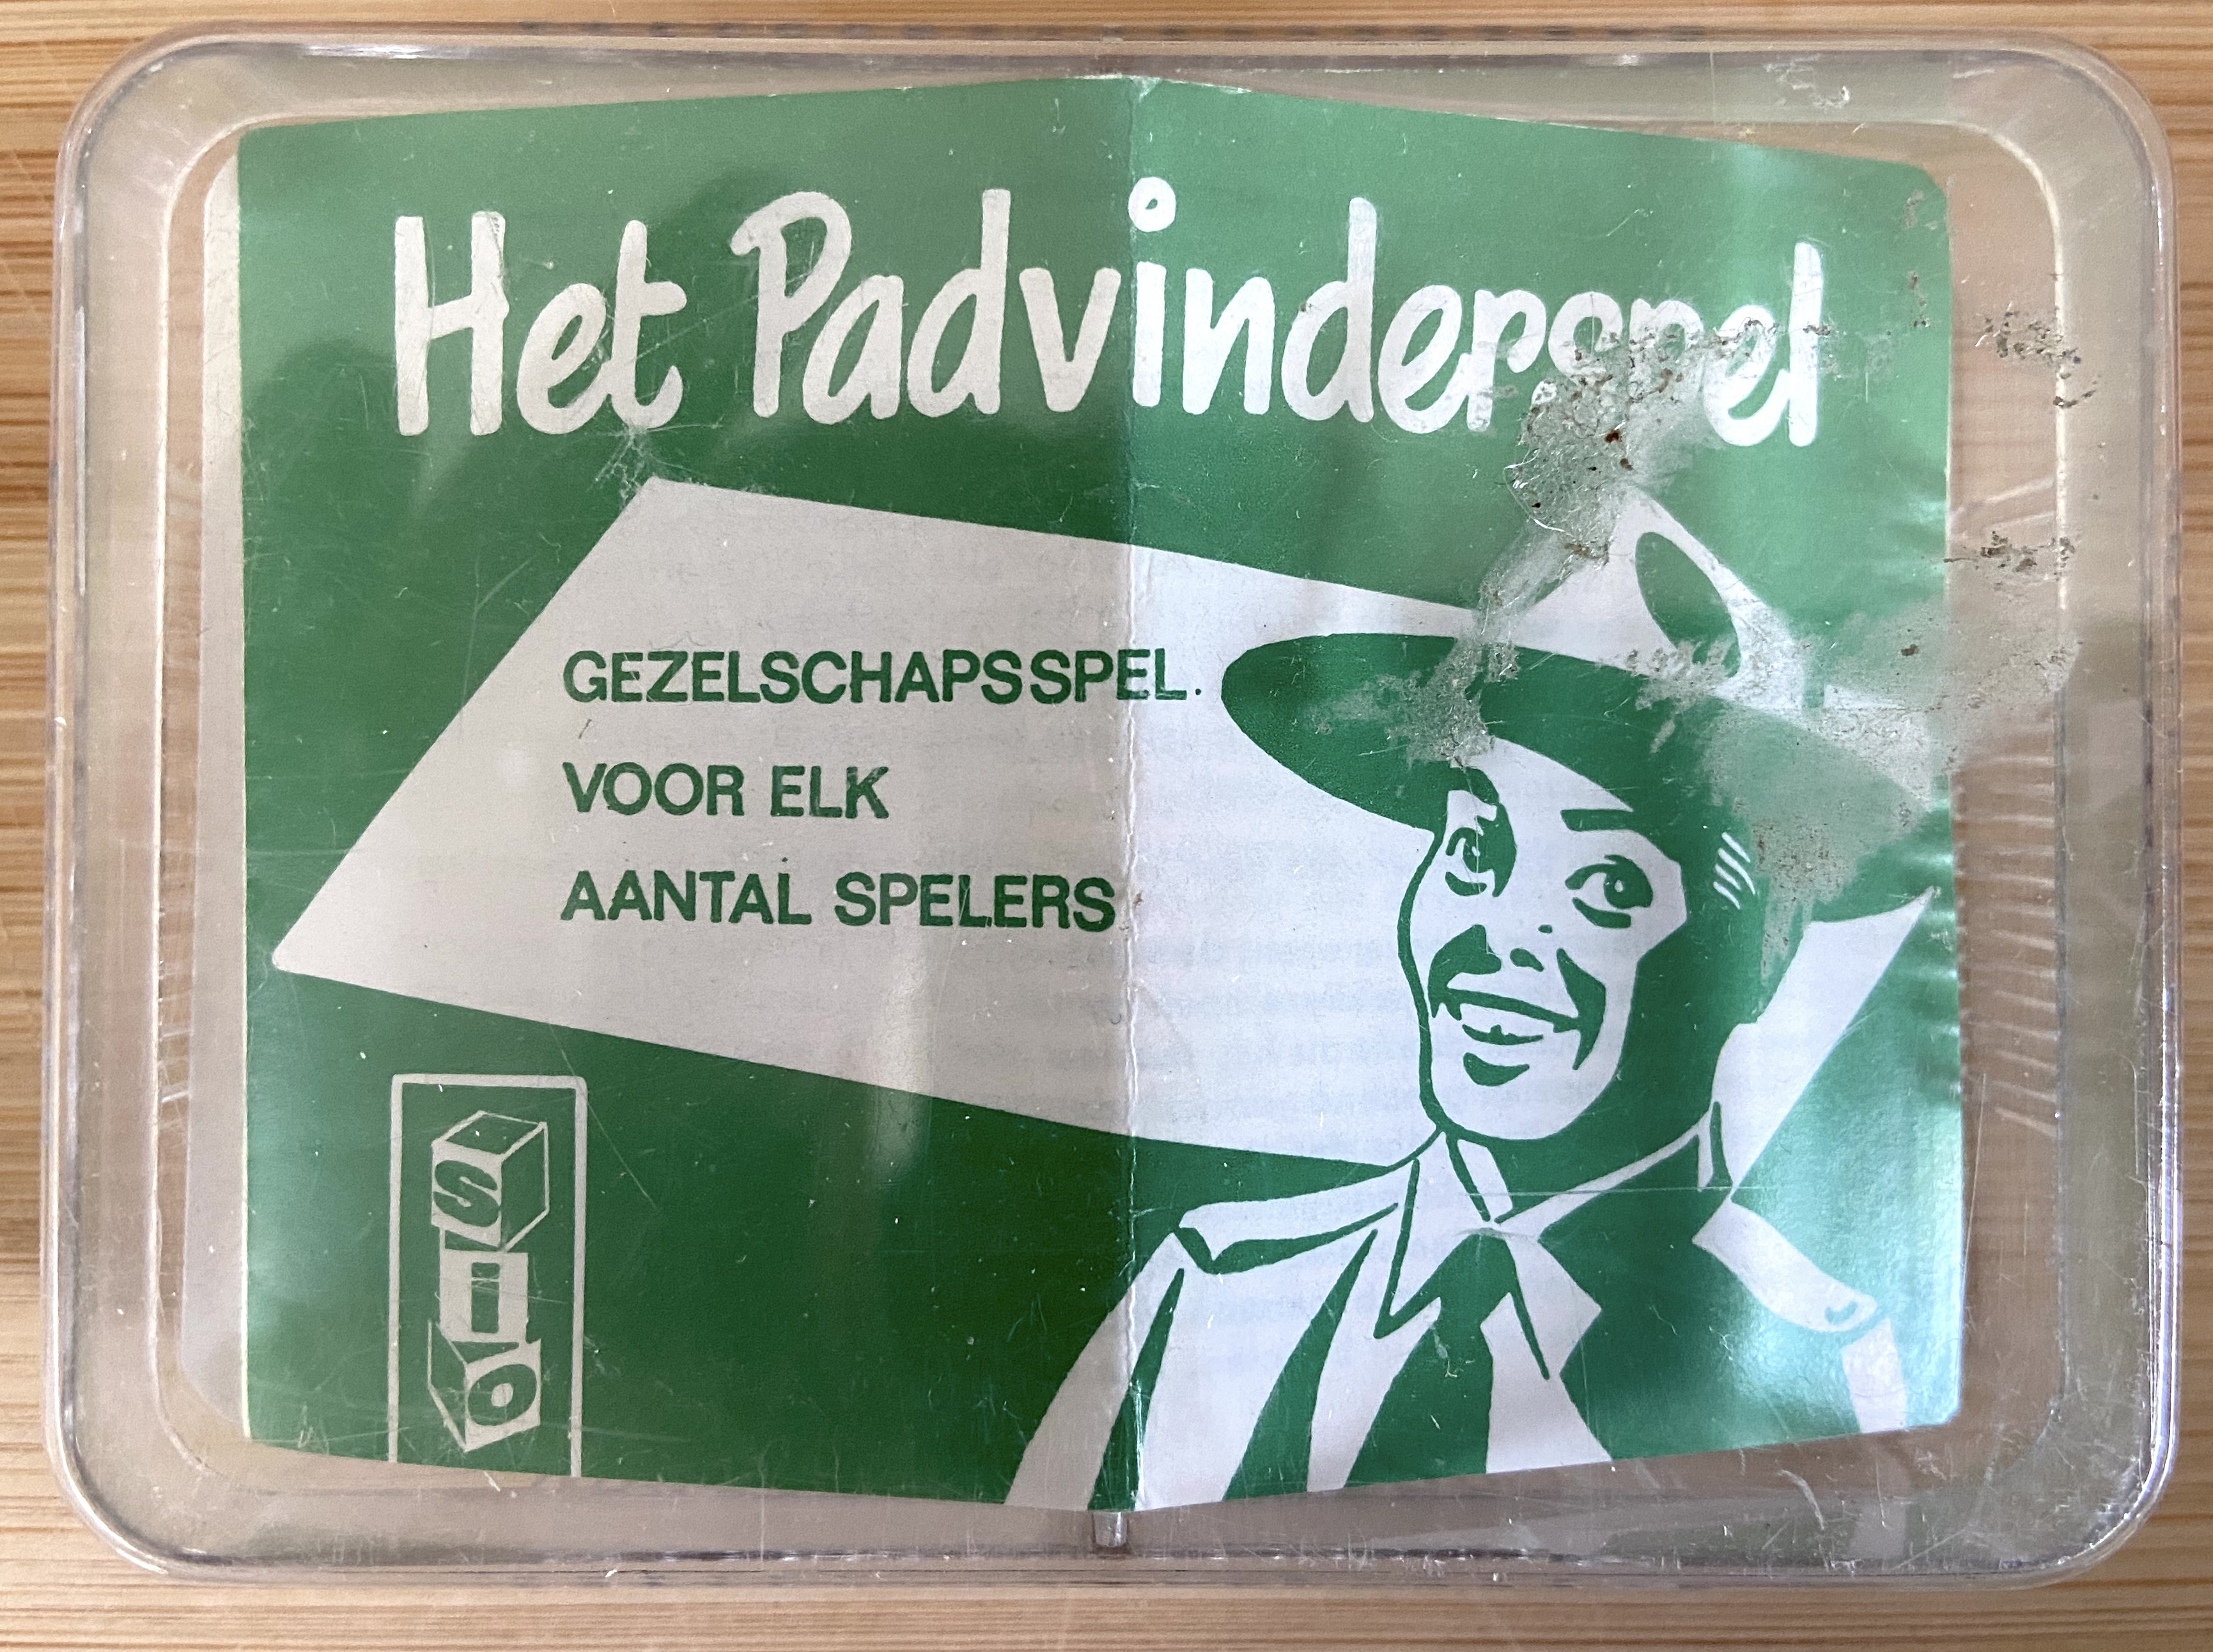 Het Padvinderspel
GEZELSCHAPSSPEL.
VOOR ELK
AANTAL SPELERS
SIO